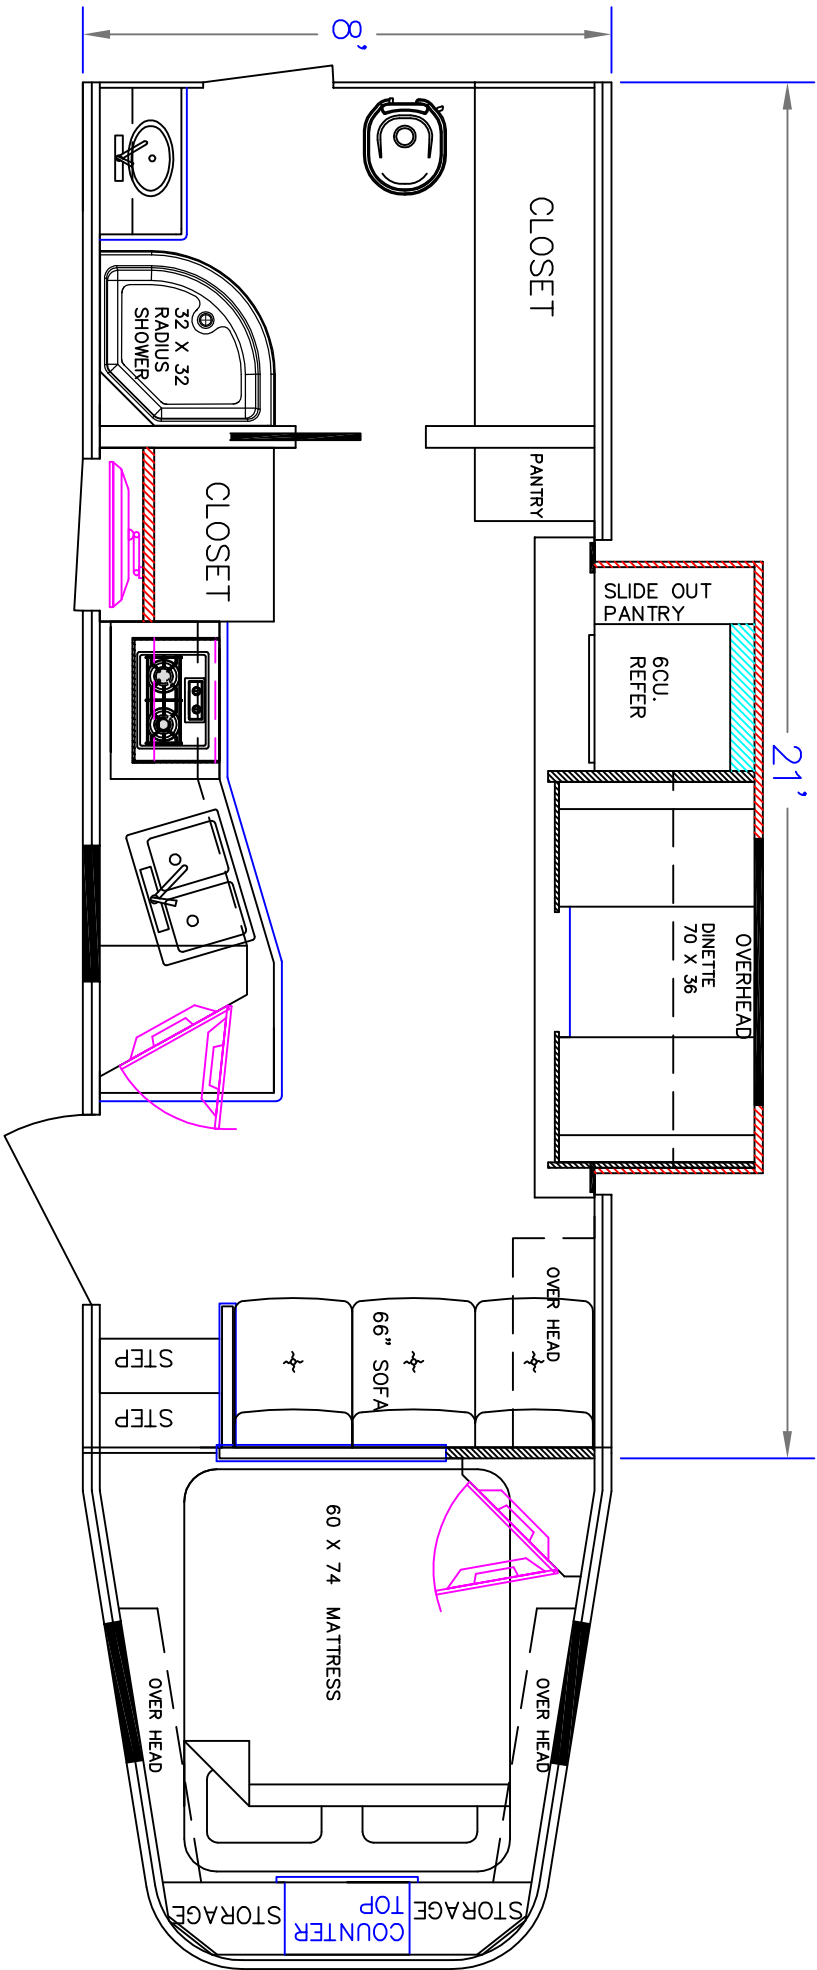 8'
CLOSET
32 X 32
RADIUS
SHOWER
PANTRY
CLOSET
SLIDE OUT
PANTRY
6CU.
REFER
21'
OVERHEAD
DINETTE
70 X 36
OVER HEAD
66" SOFA
STEP
STEP
60 X 74 MATTRESS
OVER HEAD
OVER HEAD
STORAGE
COUNTER
TOP
STORAGE